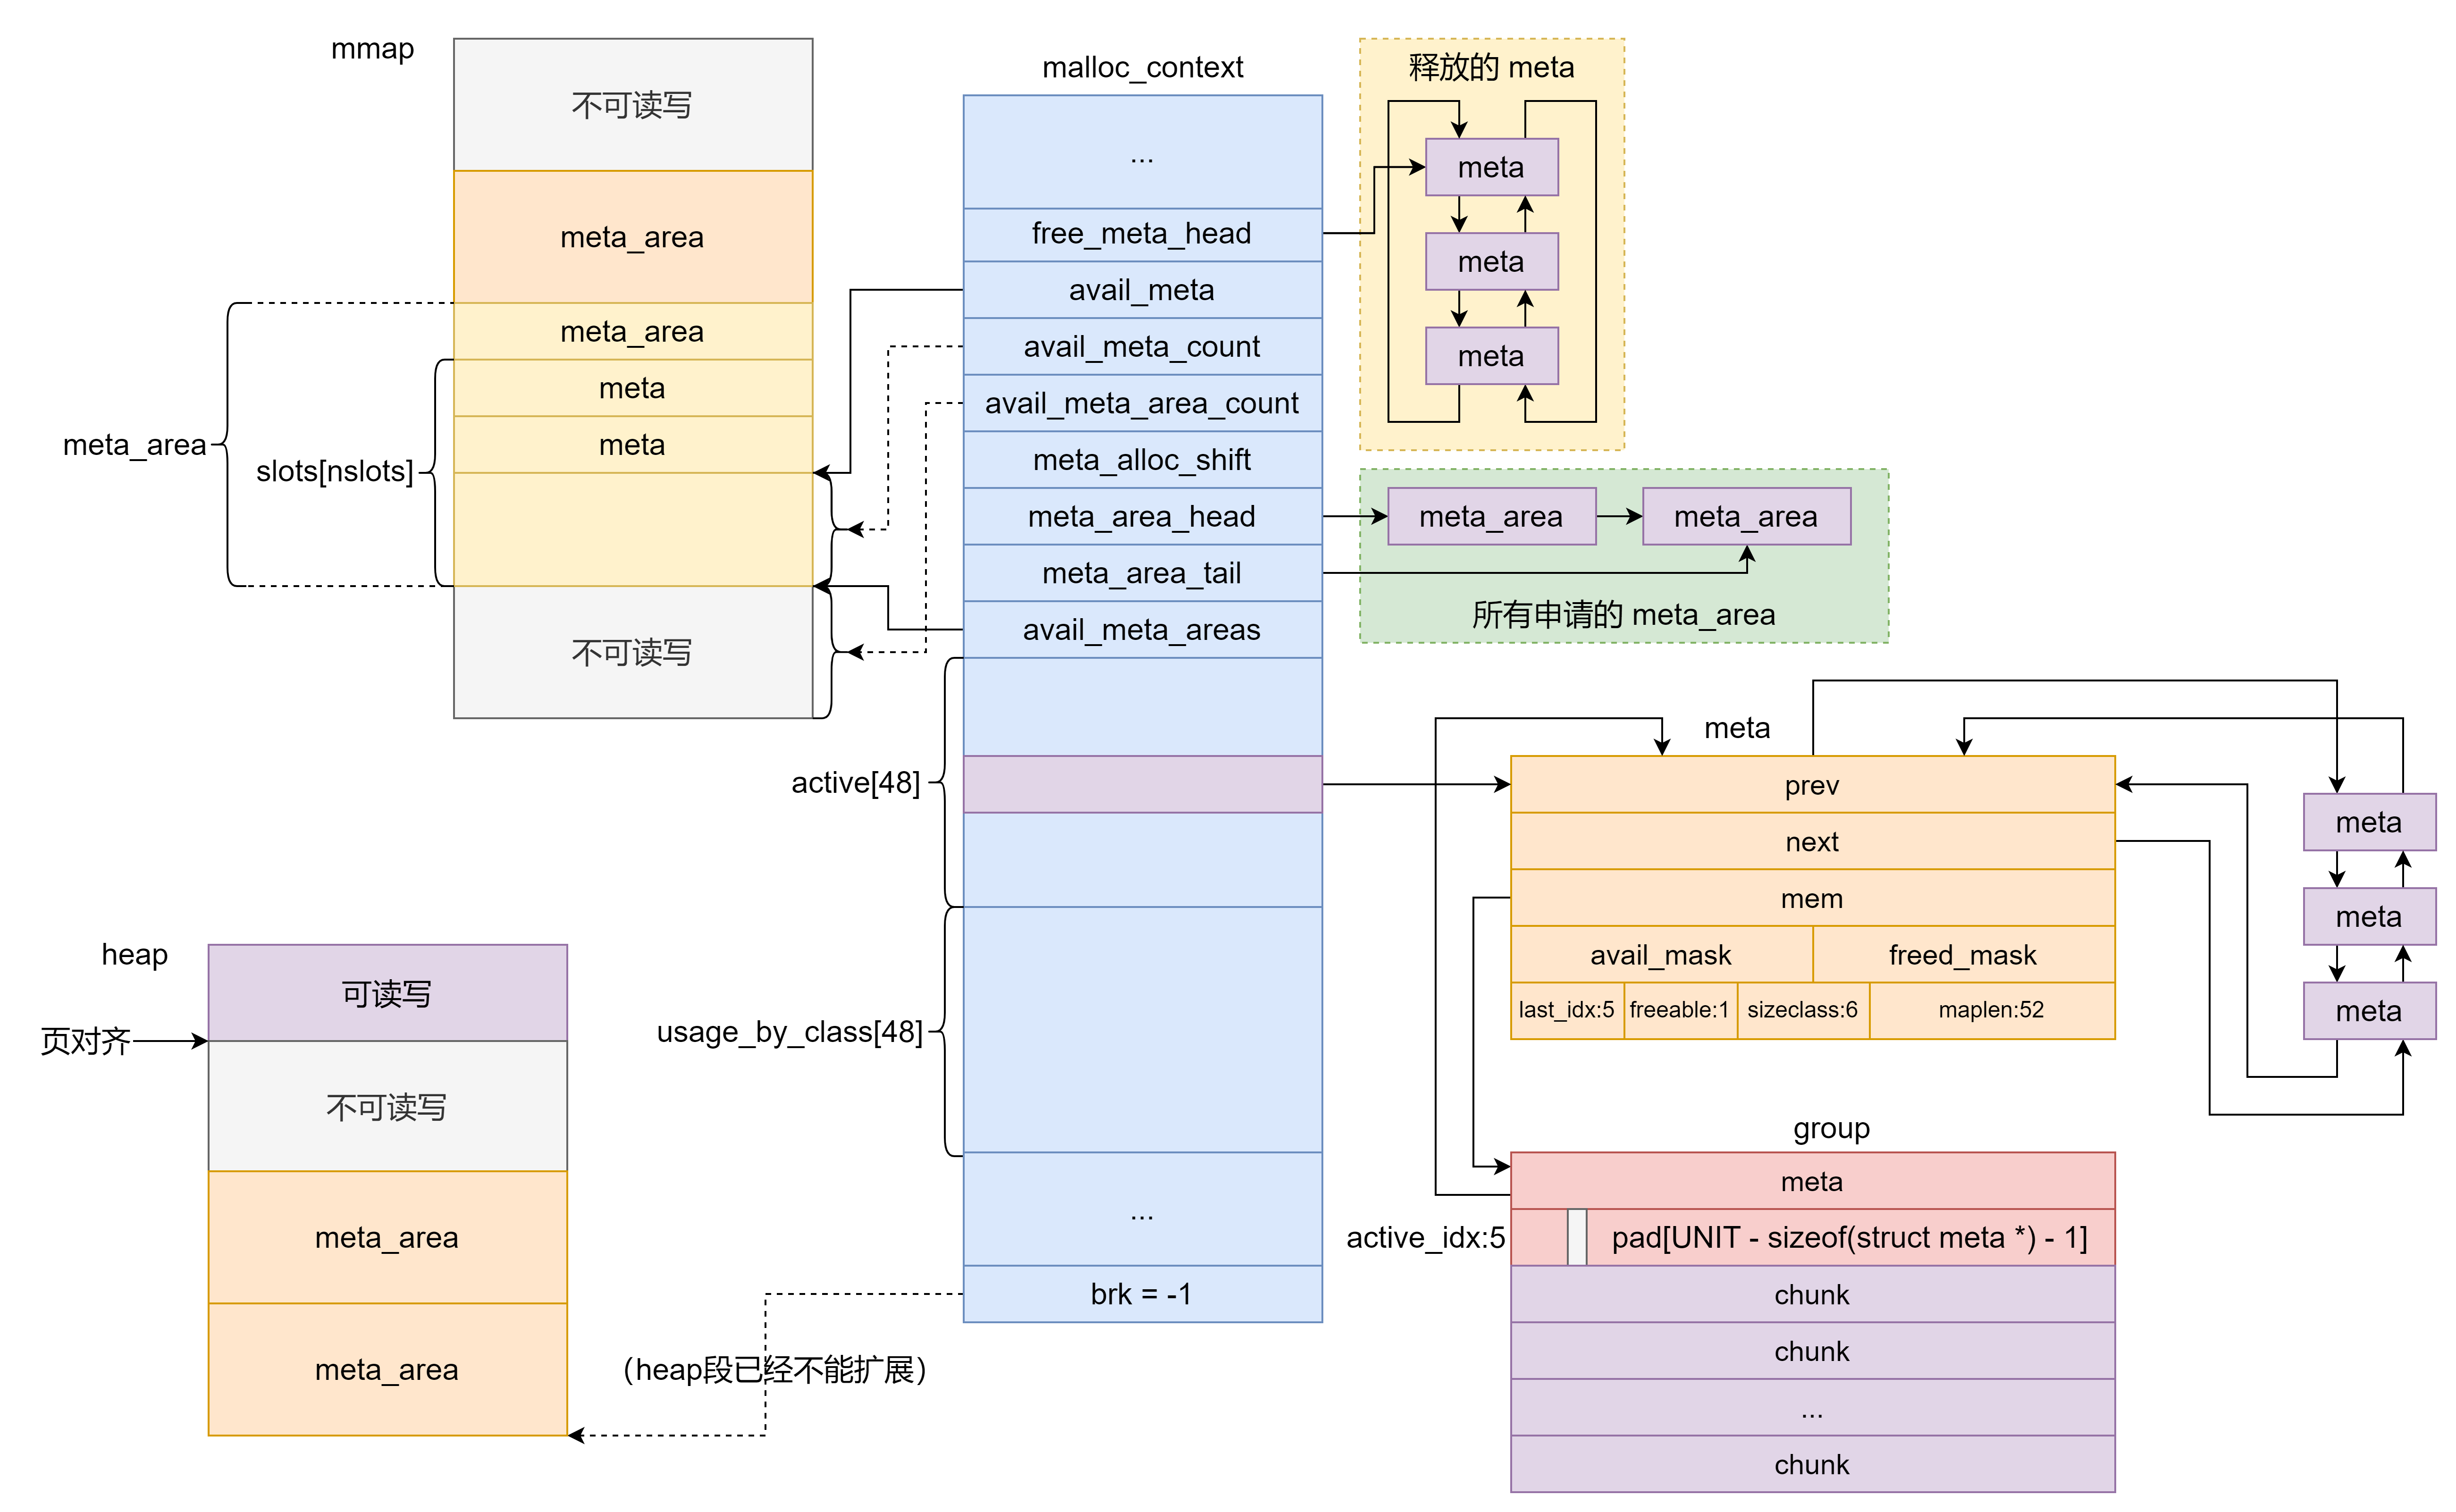 mmap
不可读写
meta_area
meta_area
meta
meta
不可读写
meta_area
slots[nslots]
malloc_context
...
free_meta_head
avail_meta
avail_meta_count
avail_meta_area_count
meta_alloc_shift
meta_area_head
meta_area_tail
avail_meta_areas
active[48]
usage_by_class[48]
...
brk = -1
释放的 meta
meta
meta
meta
meta_area
meta_area
所有申请的 meta_area
meta
prev
next
mem
avail_mask
freed_mask
last_idx:5
freeable:1
sizeclass:6
maplen:52
meta
meta
meta
group
meta
active_idx:5
pad[UNIT - sizeof(struct meta *) - 1]
chunk
chunk
...
chunk
heap
可读写
页对齐
不可读写
meta_area
meta_area
（heap段已经不能扩展）